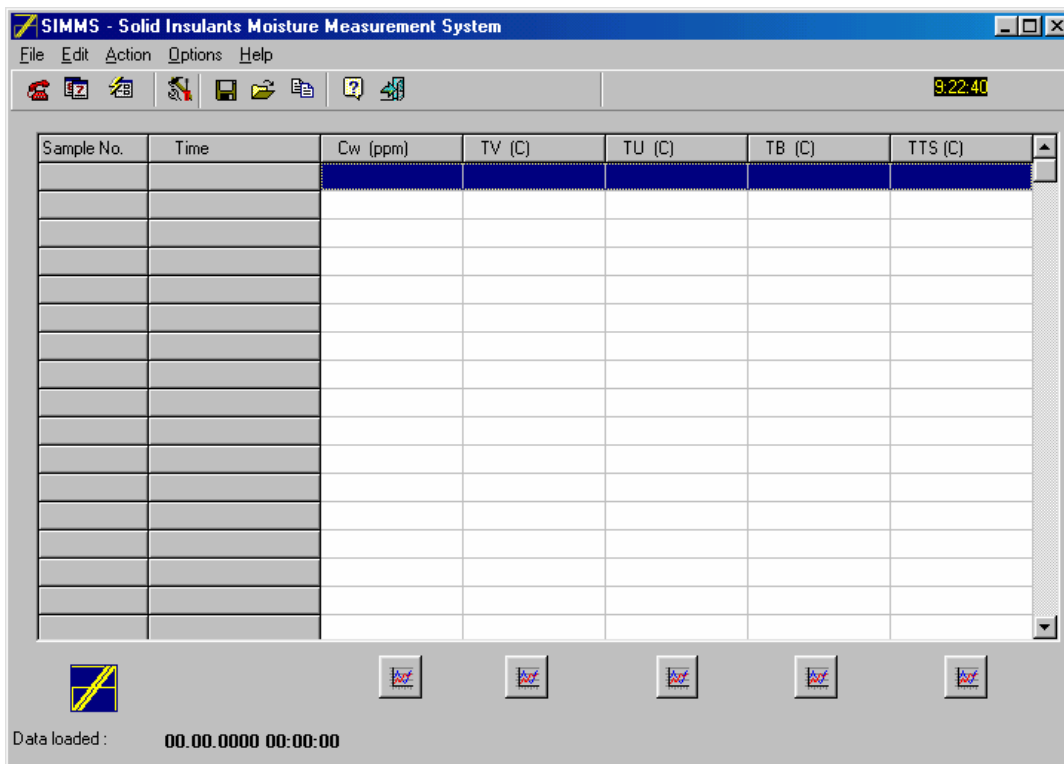 SIMMS - Solid Insulants Moisture Measurement System
File Edit Action Options Help
9:22:40
Sample No. Time Cw (ppm) TV (C) TU (C) TB (C) TTS (C)
Data loaded : 00.00.0000 00:00:00